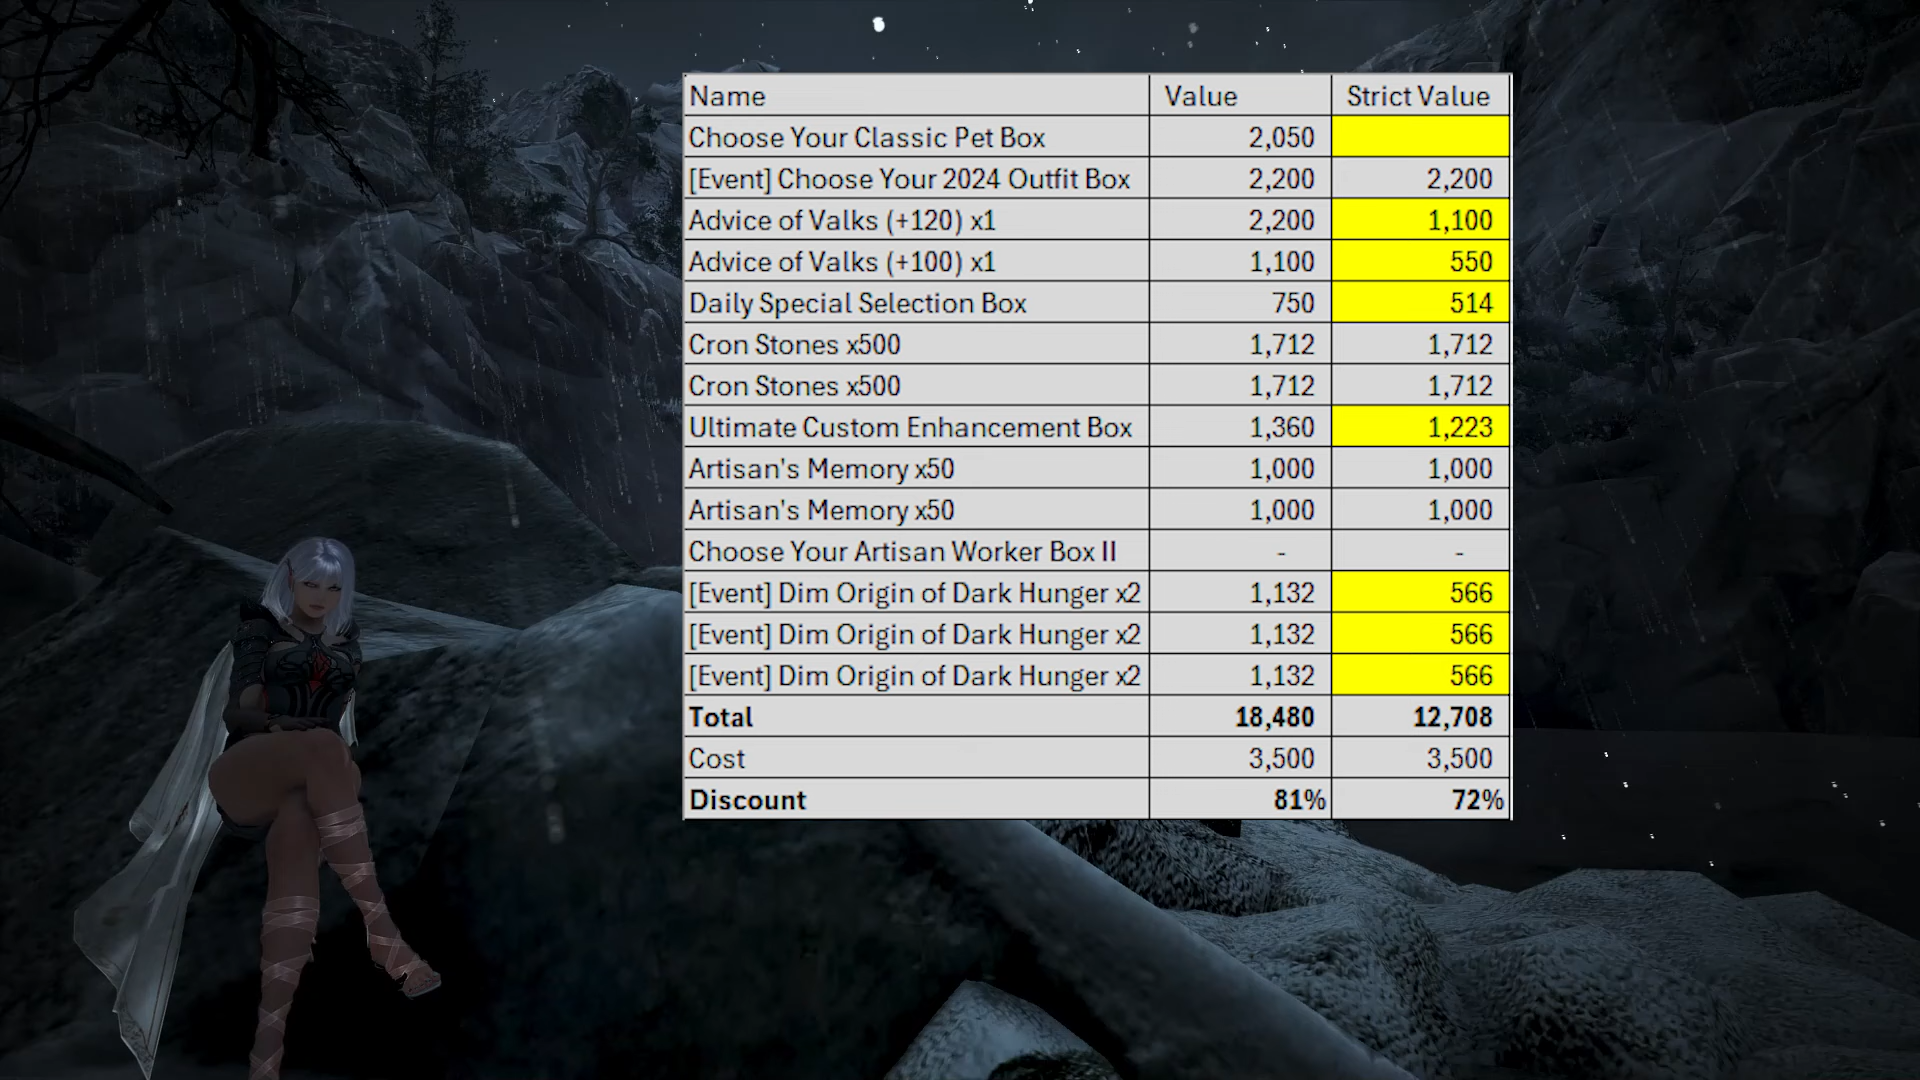 Name Value Strict Value
Choose Your Classic Pet Box 2,050
[Event] Choose Your 2024 Outfit Box 2,200 2,200
Advice of Valks (+120) x1 2,200 1,100
Advice of Valks (+100) x1 1,100 550
Daily Special Selection Box 750 514
Cron Stones x500 1,712 1,712
Cron Stones x500 1,712 1,712
Ultimate Custom Enhancement Box 1,360 1,223
Artisan's Memory x50 1,000 1,000
Artisan's Memory x50 1,000 1,000
Choose Your Artisan Worker Box II - -
[Event] Dim Origin of Dark Hunger x2 1,132 566
[Event] Dim Origin of Dark Hunger x2 1,132 566
[Event] Dim Origin of Dark Hunger x2 1,132 566
Total 18,480 12,708
Cost 3,500 3,500
Discount 81% 72%